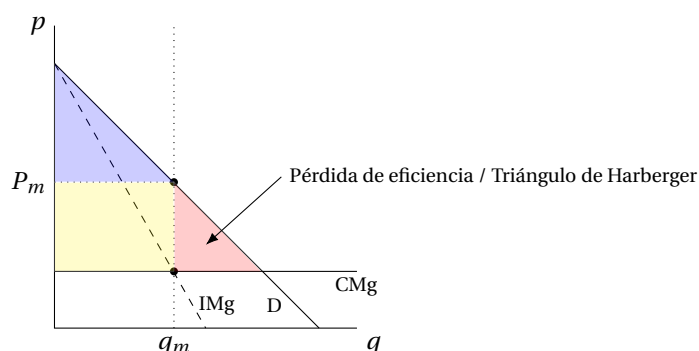 p
Pérdida de eficiencia / Triángulo de Harberger
P_m
CMg
IMg
D
q_m
q